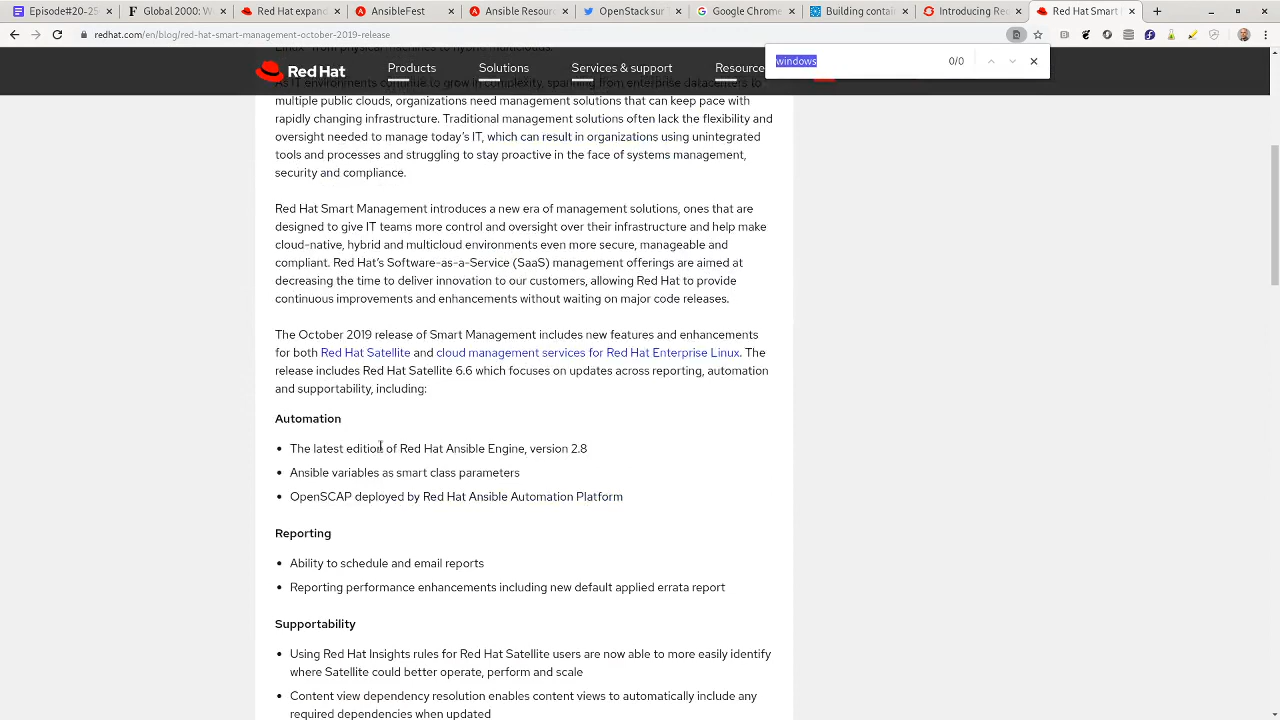 Episode#20-25
Global 2000: W
Red Hat expand
AnsibleFest
Ansible Resour
OpenStack sur T
Google Chrome
Building contai
Introducing Re
Red Hat Smart
redhat.com/en/blog/red-hat-smart-management-october-2019-release
windows
0/0
Red Hat
Products
Solutions
Services & support
Resource
As IT environments continue to grow in complexity, spanning from enterprise datacenters to
multiple public clouds, organizations need management solutions that can keep pace with
rapidly changing infrastructure. Traditional management solutions often lack the flexibility and
oversight needed to manage today's IT, which can result in organizations using unintegrated
tools and processes and struggling to stay proactive in the face of systems management,
security and compliance.
Red Hat Smart Management introduces a new era of management solutions, ones that are
designed to give IT teams more control and oversight over their infrastructure and help make
cloud-native, hybrid and multicloud environments even more secure, manageable and
compliant. Red Hat's Software-as-a-Service (SaaS) management offerings are aimed at
decreasing the time to deliver innovation to our customers, allowing Red Hat to provide
continuous improvements and enhancements without waiting on major code releases.
The October 2019 release of Smart Management includes new features and enhancements
for both Red Hat Satellite and cloud management services for Red Hat Enterprise Linux. The
release includes Red Hat Satellite 6.6 which focuses on updates across reporting, automation
and supportability, including:
Automation
• The latest edition of Red Hat Ansible Engine, version 2.8
• Ansible variables as smart class parameters
• OpenSCAP deployed by Red Hat Ansible Automation Platform
Reporting
• Ability to schedule and email reports
• Reporting performance enhancements including new default applied errata report
Supportability
• Using Red Hat Insights rules for Red Hat Satellite users are now able to more easily identify
where Satellite could better operate, perform and scale
• Content view dependency resolution enables content views to automatically include any
required dependencies when updated